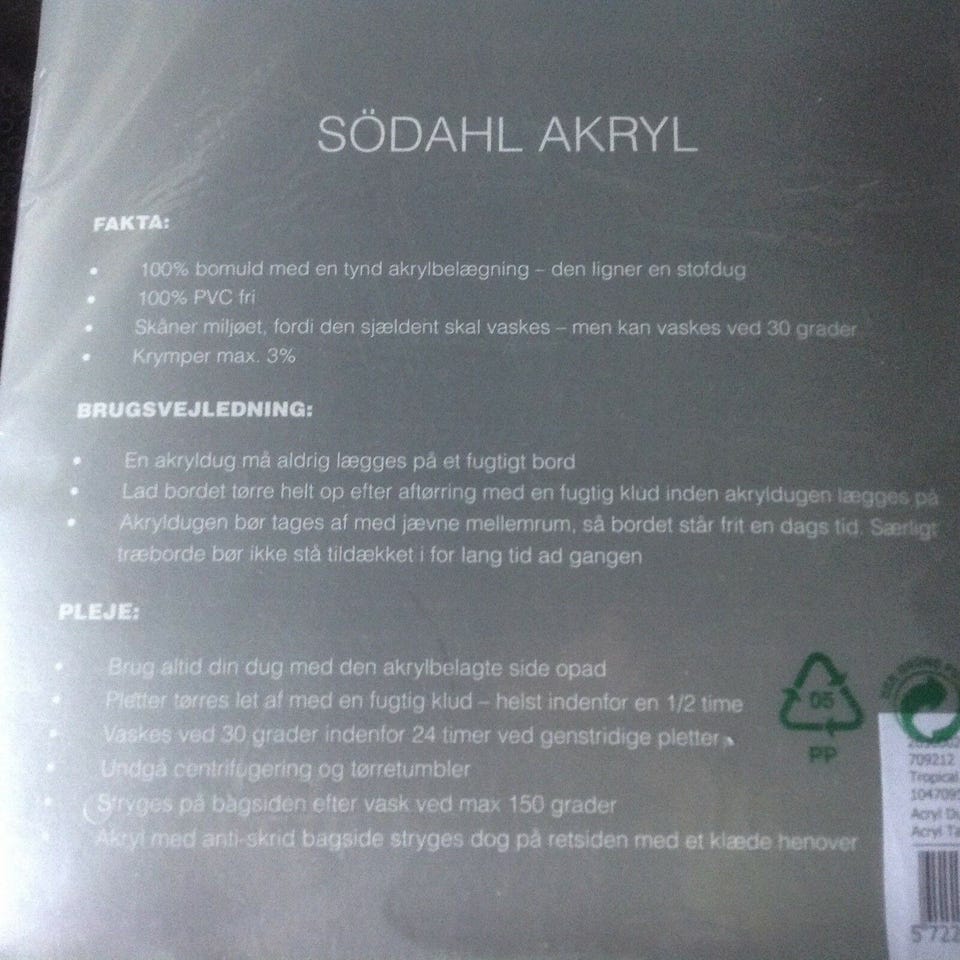 SÖDAHL AKRYL
FAKTA:
• 100% bomuld med en tynd akrylbelægning – den ligner en stofdug
• 100% PVC fri
• Skåner miljøet, fordi den sjældent skal vaskes – men kan vaskes ved 30 grader
• Krymper max. 3%
BRUGSVEJLEDNING:
• En akryldug må aldrig lægges på et fugtigt bord
• Lad bordet tørre helt op efter aftørring med en fugtig klud inden akryldugen lægges på
• Akryldugen bør tages af med jævne mellemrum, så bordet står frit en dags tid. Særligt
træborde bør ikke stå tildækket i for lang tid ad gangen
PLEJE:
• Brug altid din dug med den akrylbelagte side opad
• Pletter tørres let af med en fugtig klud – helst indenfor en 1/2 time
• Vaskes ved 30 grader indenfor 24 timer ved genstridige pletter
• Undgå centrifugering og tørretumbler
• Stryges på bagsiden efter vask ved max 150 grader
• Akryl med anti-skrid bagside stryges dog på retsiden med et klæde henover
05
PP
DER GRÜNE
709212
Tropical
104709
Acryl
Acryl
5 722